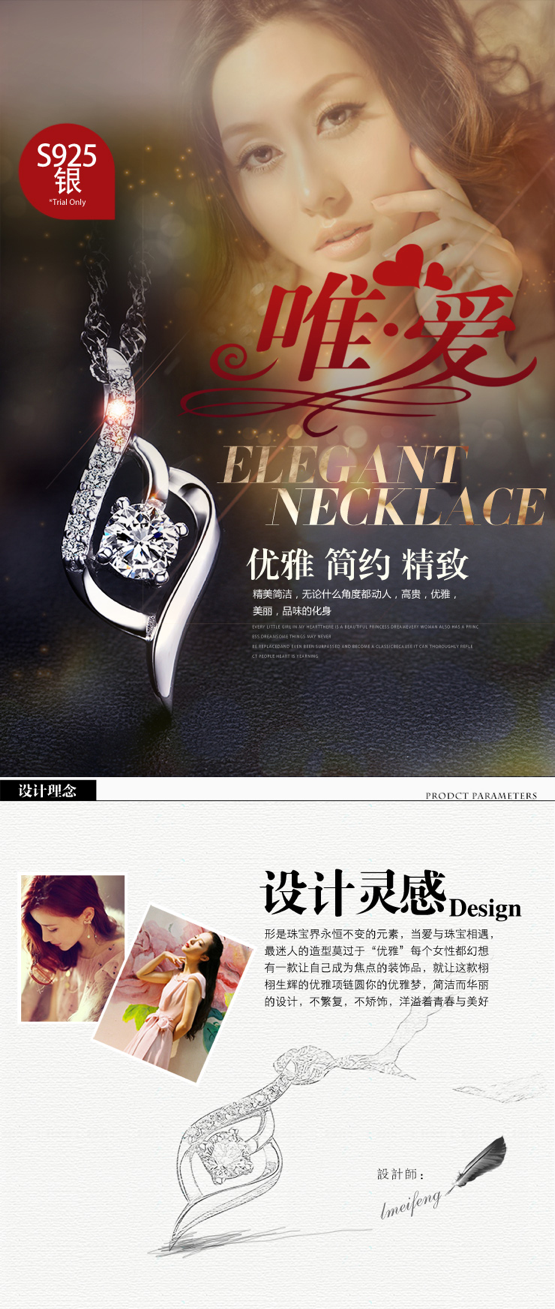 S925
银
*Trial Only
唯·爱
ELEGANT
NECKLACE
优雅 简约 精致
精美简洁，无论什么角度都动人，高贵，优雅，
美丽，品味的化身
设计理念
PRODCT PARAMETERS
设计灵感Design
形是珠宝界永恒不变的元素，当爱与珠宝相遇，
最迷人的造型莫过于“优雅”每个女性都幻想
有一款让自己成为焦点的装饰品，就让这款栩
栩生辉的优雅项链圆你的优雅梦，简洁而华丽
的设计，不繁复，不矫饰，洋溢着青春与美好
設計師：
lmeifeng